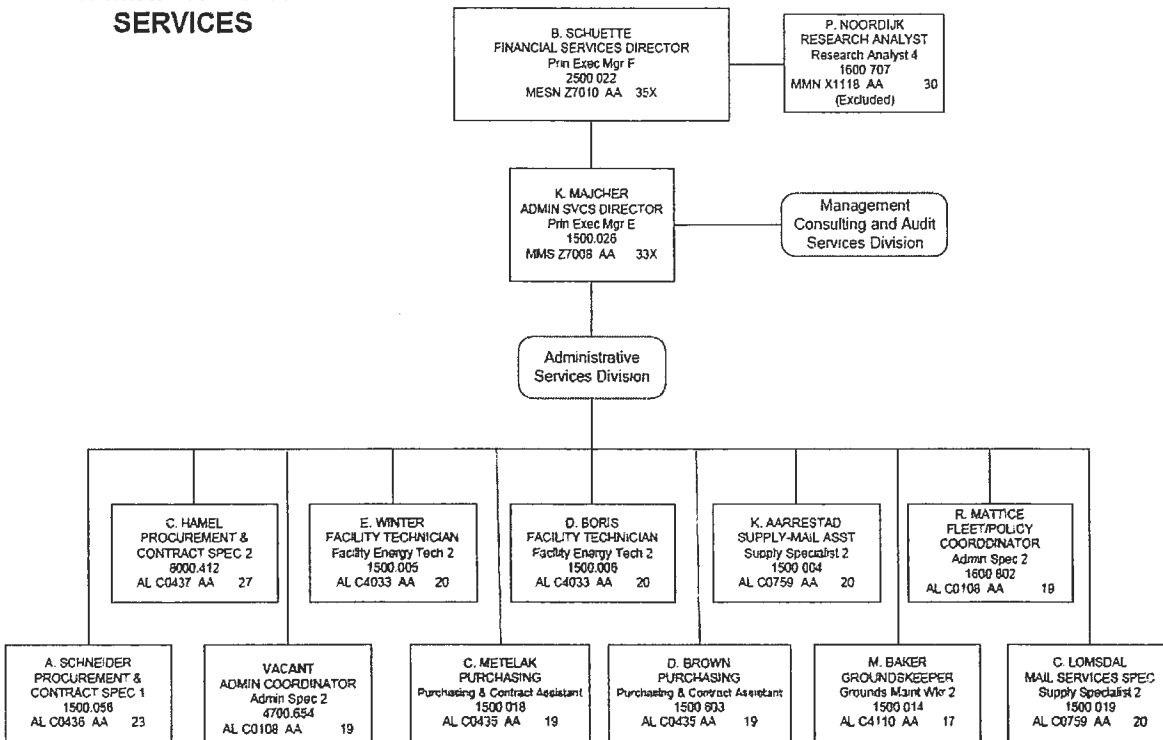 SERVICES
B. SCHUETTE
FINANCIAL SERVICES DIRECTOR
Prin Exec Mgr F
2500 022
MESN Z7010 AA 35X
P. NOORDIJK
RESEARCH ANALYST
Research Analyst 4
1600 707
MMN X1118 AA 30
(Excluded)
K. MAJCHER
ADMIN SVCS DIRECTOR
Prin Exec Mgr E
1500.026
MMS Z7008 AA 33X
Management
Consulting and Audit
Services Division
Administrative
Services Division
C. HAMEL
PROCUREMENT &
CONTRACT SPEC 2
8000.412
AL C0437 AA 27
E. WINTER
FACILITY TECHNICIAN
Facility Energy Tech 2
1500.005
AL C4033 AA 20
D. BORIS
FACILITY TECHNICIAN
Facility Energy Tech 2
1500.006
AL C4033 AA 20
K. AARRESTAD
SUPPLY-MAIL ASST
Supply Specialist 2
1500 004
AL C0759 AA 20
R. MATTICE
FLEET/POLICY
COORDDINATOR
Admin Spec 2
1600 802
AL C0108 AA 19
A. SCHNEIDER
PROCUREMENT &
CONTRACT SPEC 1
1500.056
AL C0436 AA 23
VACANT
ADMIN COORDINATOR
Admin Spec 2
4700.654
AL C0108 AA 19
C. METELAK
PURCHASING
Purchasing & Contract Assistant
1500 018
AL C0435 AA 19
D. BROWN
PURCHASING
Purchasing & Contract Assistant
1500 603
AL C0435 AA 19
M. BAKER
GROUNDSKEEPER
Grounds Maint Wkr 2
1500 014
AL C4110 AA 17
C. LOMSDAL
MAIL SERVICES SPEC
Supply Specialist 2
1500 019
AL C0759 AA 20